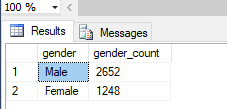 100 %
Results Messages
gender gender_count
1 Male 2652
2 Female 1248